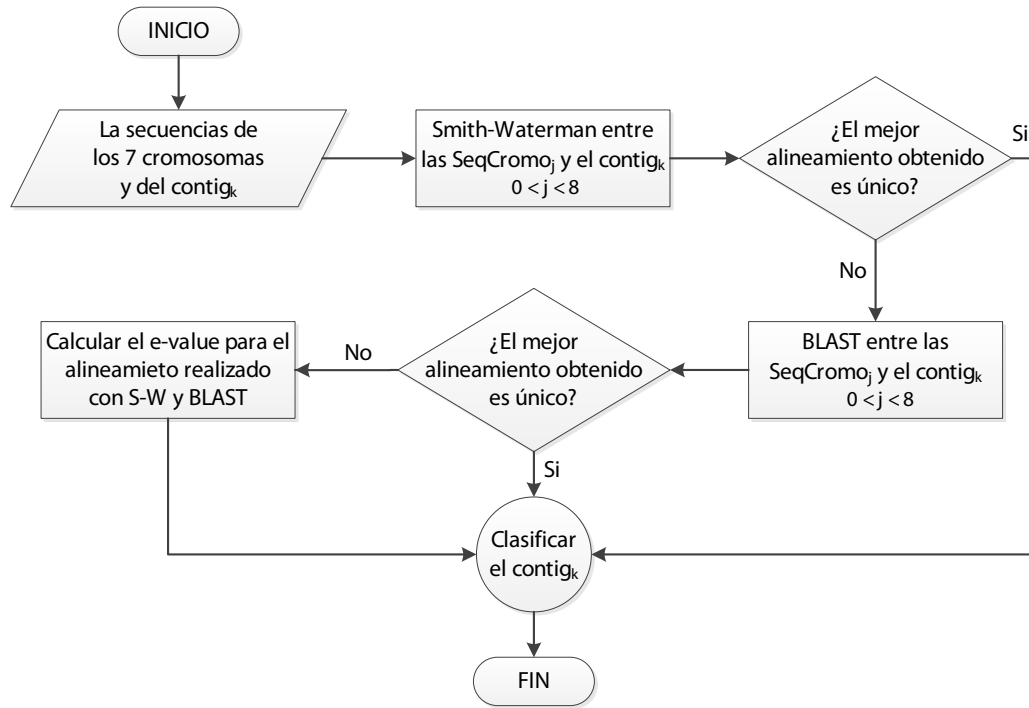 INICIO
La secuencias de
los 7 cromosomas
y del contigₖ
Smith-Waterman entre
las SeqCromoⱼ y el contigₖ
0 < j < 8
¿El mejor
alineamiento obtenido
es único?
Si
No
BLAST entre las
SeqCromoⱼ y el contigₖ
0 < j < 8
¿El mejor
alineamiento obtenido
es único?
No
Calcular el e-value para el
alineamieto realizado
con S-W y BLAST
Si
Clasificar
el contigₖ
FIN